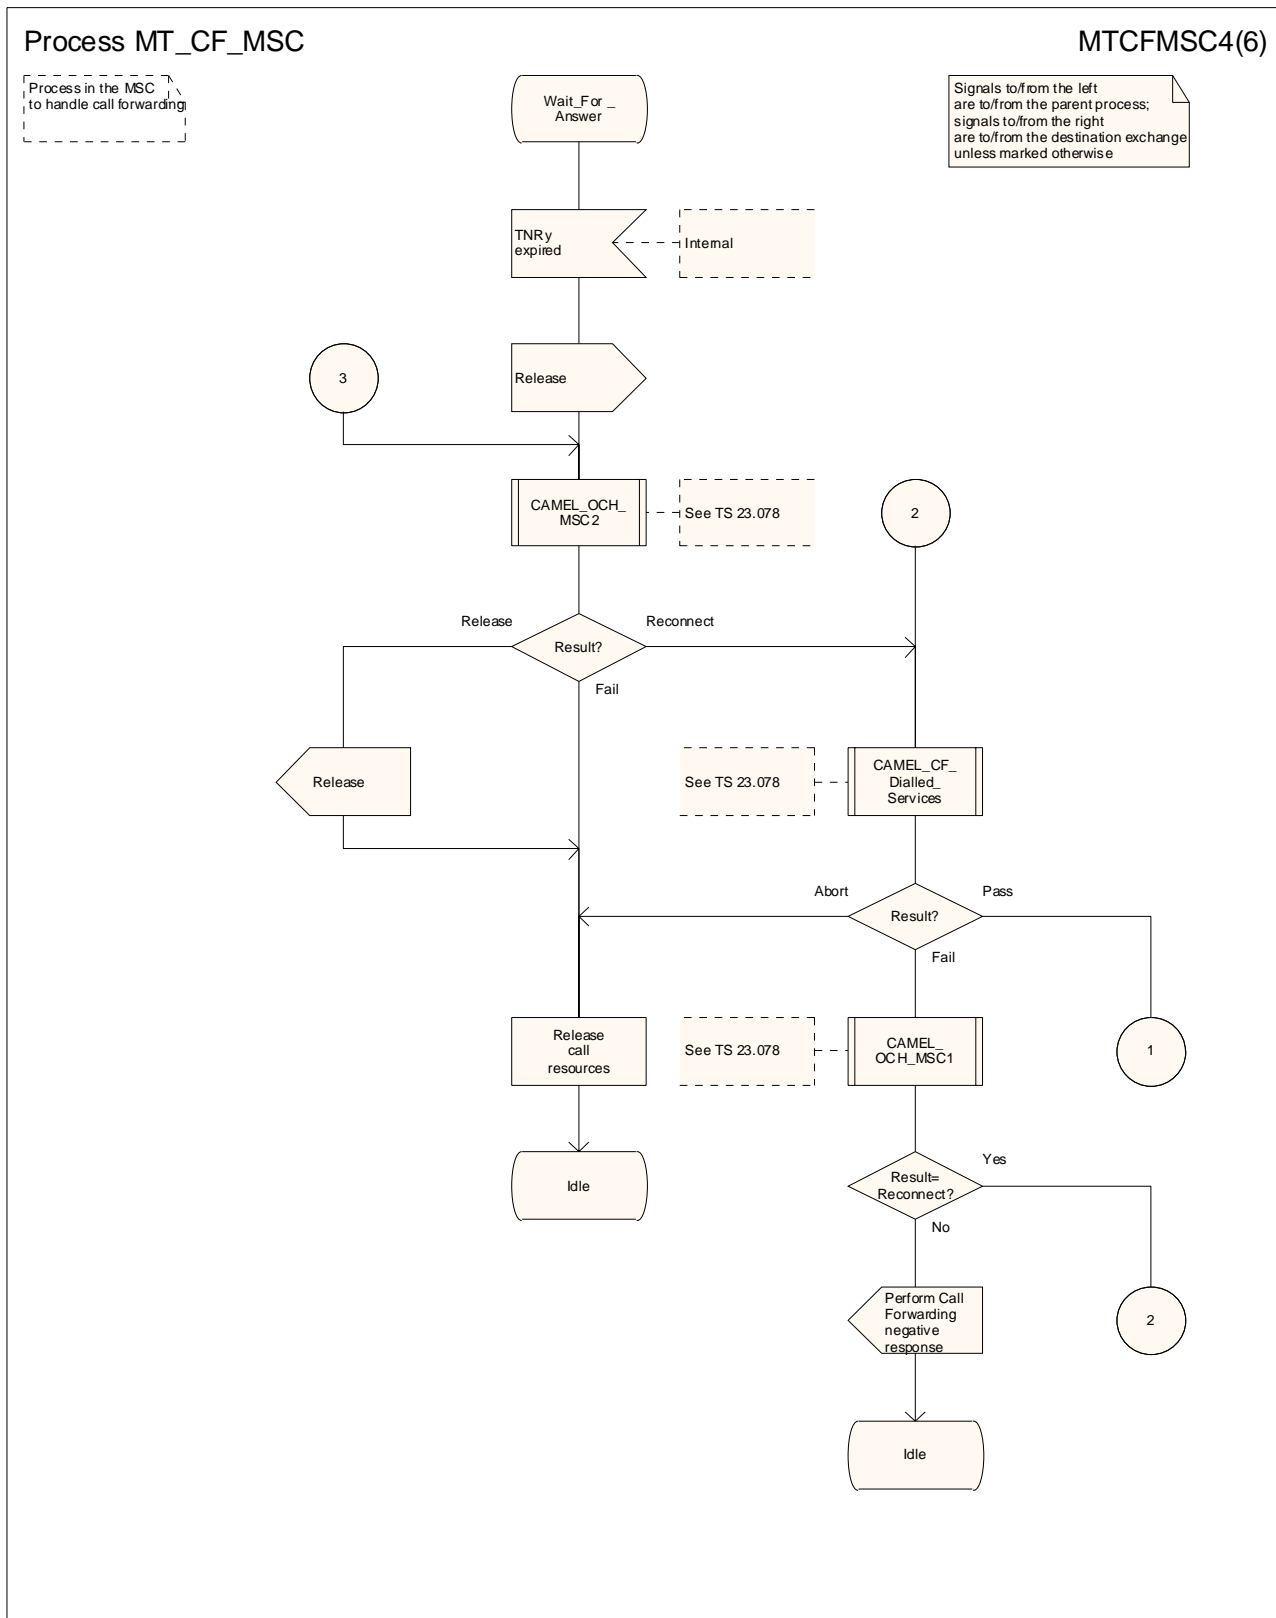 Process MT_CF_MSC
MTCFMSC4(6)
Process in the MSC
to handle call forwarding
Wait_For_
Answer
Signals to/from the left
are to/from the parent process;
signals to/from the right
are to/from the destination exchange
unless marked otherwise
TNRy
expired
Internal
3
Release
CAMEL_OCH_
MSC2
See TS 23.078
2
Release
Result?
Reconnect
Fail
Release
See TS 23.078
CAMEL_CF_
Dialled_
Services
Abort
Result?
Pass
Fail
Release
call
resources
See TS 23.078
CAMEL_
OCH_MSC1
1
Idle
Result=
Reconnect?
Yes
No
Perform Call
Forwarding
negative
response
2
Idle